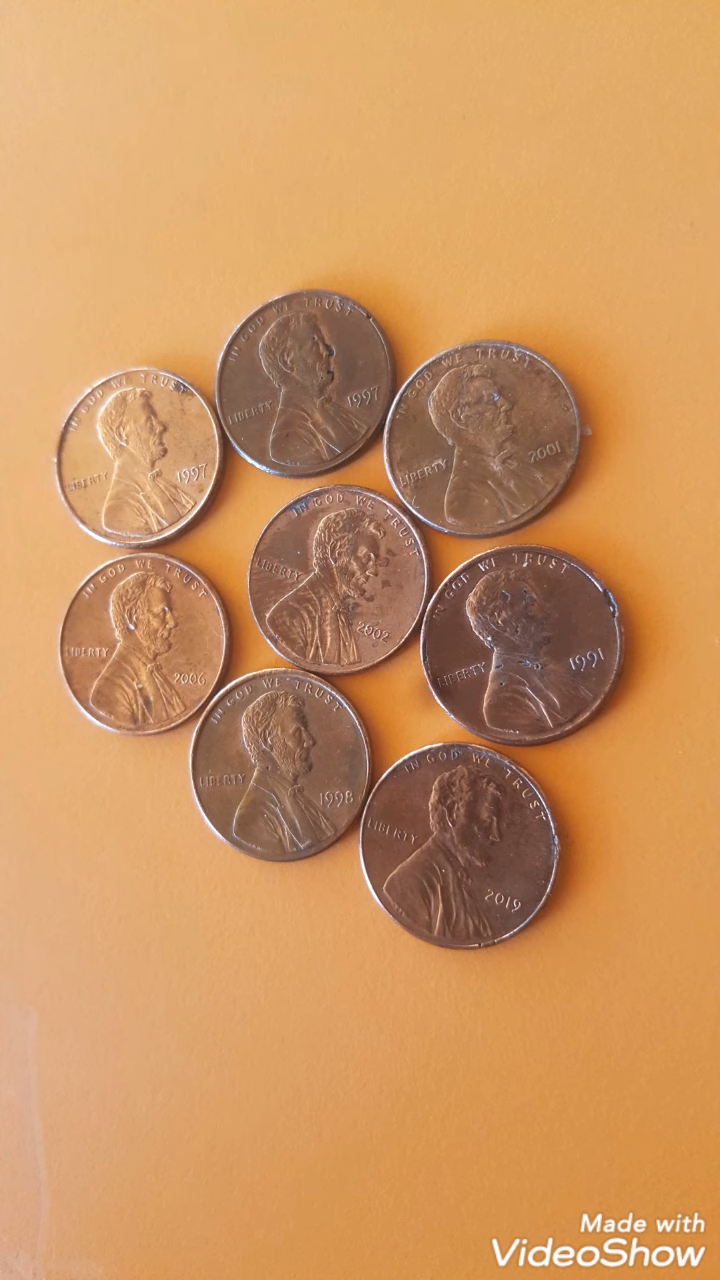 IN GOD WE TRUST
LIBERTY
1997
IN GOD WE TRUST
LIBERTY
1997
IN GOD WE TRUST
LIBERTY
2001
IN GOD WE TRUST
LIBERTY
2002
IN GOD WE TRUST
LIBERTY
1991
IN GOD WE TRUST
LIBERTY
2006
IN GOD WE TRUST
LIBERTY
1998
IN GOD WE TRUST
LIBERTY
2019
Made with
VideoShow